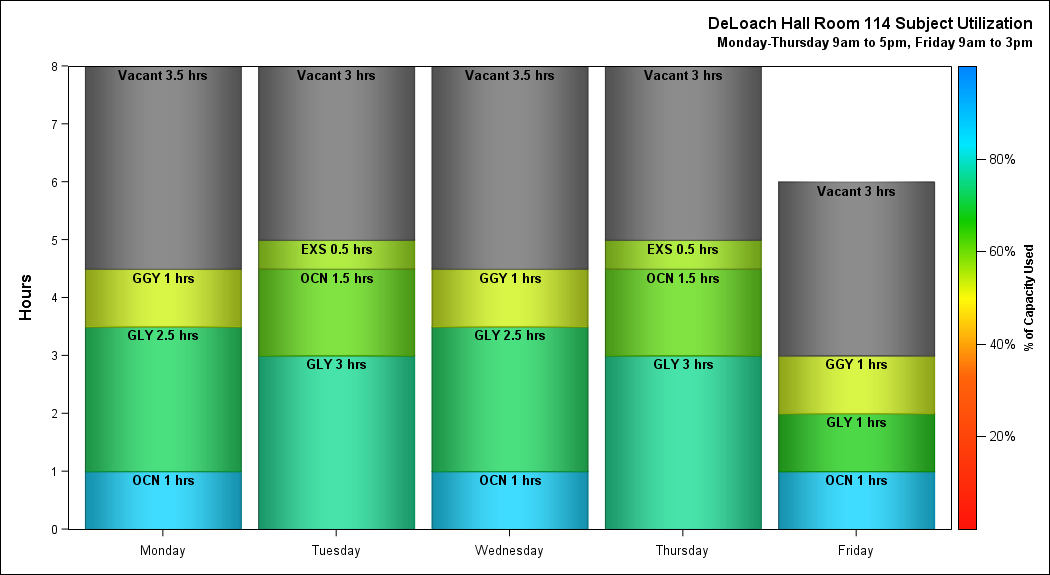 DeLoach Hall Room 114 Subject Utilization
Monday-Thursday 9am to 5pm, Friday 9am to 3pm
8
7
6
5
4
3
2
1
0
Hours
Vacant 3.5 hrs
GGY 1 hrs
GLY 2.5 hrs
OCN 1 hrs
Monday
Vacant 3 hrs
EXS 0.5 hrs
OCN 1.5 hrs
GLY 3 hrs
Tuesday
Vacant 3.5 hrs
GGY 1 hrs
GLY 2.5 hrs
OCN 1 hrs
Wednesday
Vacant 3 hrs
EXS 0.5 hrs
OCN 1.5 hrs
GLY 3 hrs
Thursday
Vacant 3 hrs
GGY 1 hrs
GLY 1 hrs
OCN 1 hrs
Friday
80%
60%
40%
20%
% of Capacity Used